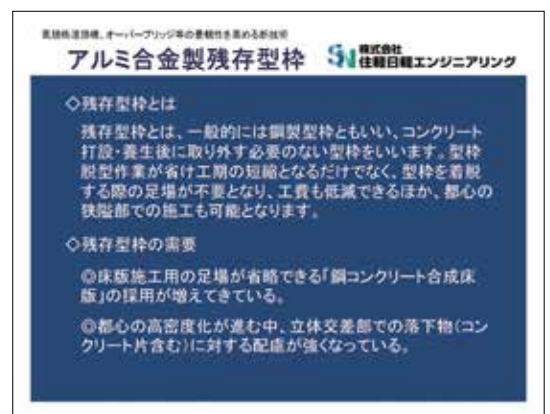 高規格道路橋、オーバーブリッジ等の景観性を高める新技術
アルミ合金製残存型枠
株式会社
住軽日軽エンジニアリング
◇残存型枠とは
残存型枠とは、一般的には鋼製型枠ともいい、コンクリート
打設・養生後に取り外す必要のない型枠をいいます。型枠
脱型作業が省け工期の短縮となるだけでなく、型枠を着脱
する際の足場が不要となり、工費も低減できるほか、都心の
狭隘部での施工も可能となります。
◇残存型枠の需要
◎床版施工用の足場が省略できる「鋼コンクリート合成床
版」の採用が増えてきている。
◎都心の高密度化が進む中、立体交差部での落下物(コン
クリート片含む)に対する配慮が強くなっている。